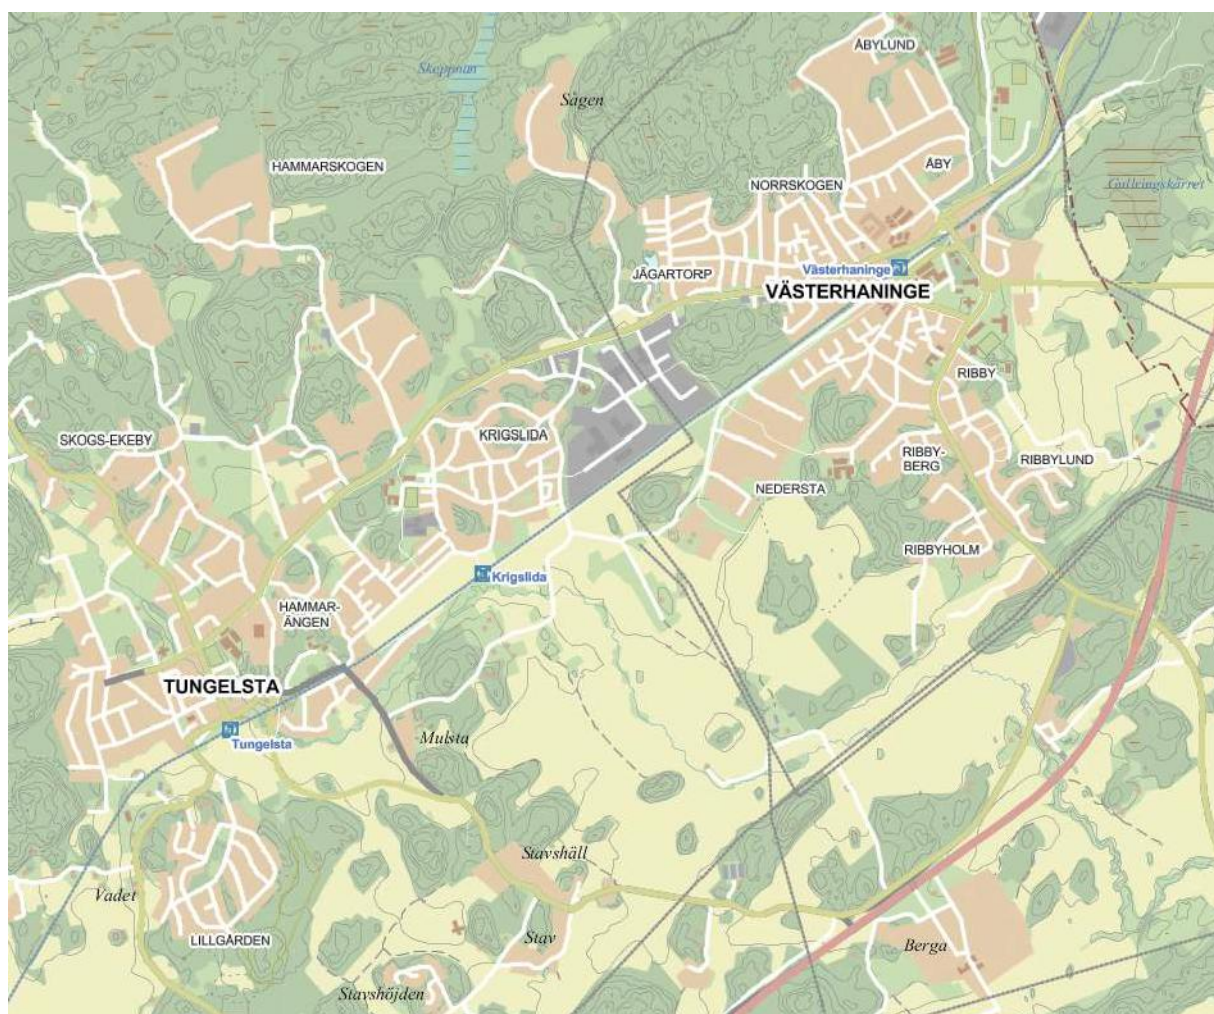 ÅBYLUND
Skeppnan
Sågen
HAMMARSKOGEN
ÅBY
NORRSKOGEN
Gullringskärret
JÄGARTORP
Västerhaninge
VÄSTERHANINGE
RIBBY
SKOGS-EKEBY
KRIGSLIDA
RIBBY-
BERG
RIBBYLUND
NEDERSTA
RIBBYHOLM
Krigslida
HAMMAR-
ÄNGEN
TUNGELSTA
Tungelsta
Mulsta
Stavshäll
Vadet
LILLGÅRDEN
Stav
Berga
Stavshöjden